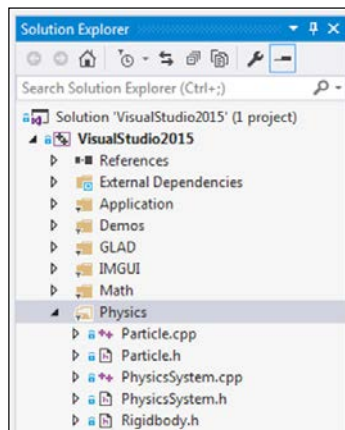 Solution Explorer
Search Solution Explorer (Ctrl+;)
Solution 'VisualStudio2015' (1 project)
VisualStudio2015
References
External Dependencies
Application
Demos
GLAD
IMGUI
Math
Physics
Particle.cpp
Particle.h
PhysicsSystem.cpp
PhysicsSystem.h
Rigidbody.h